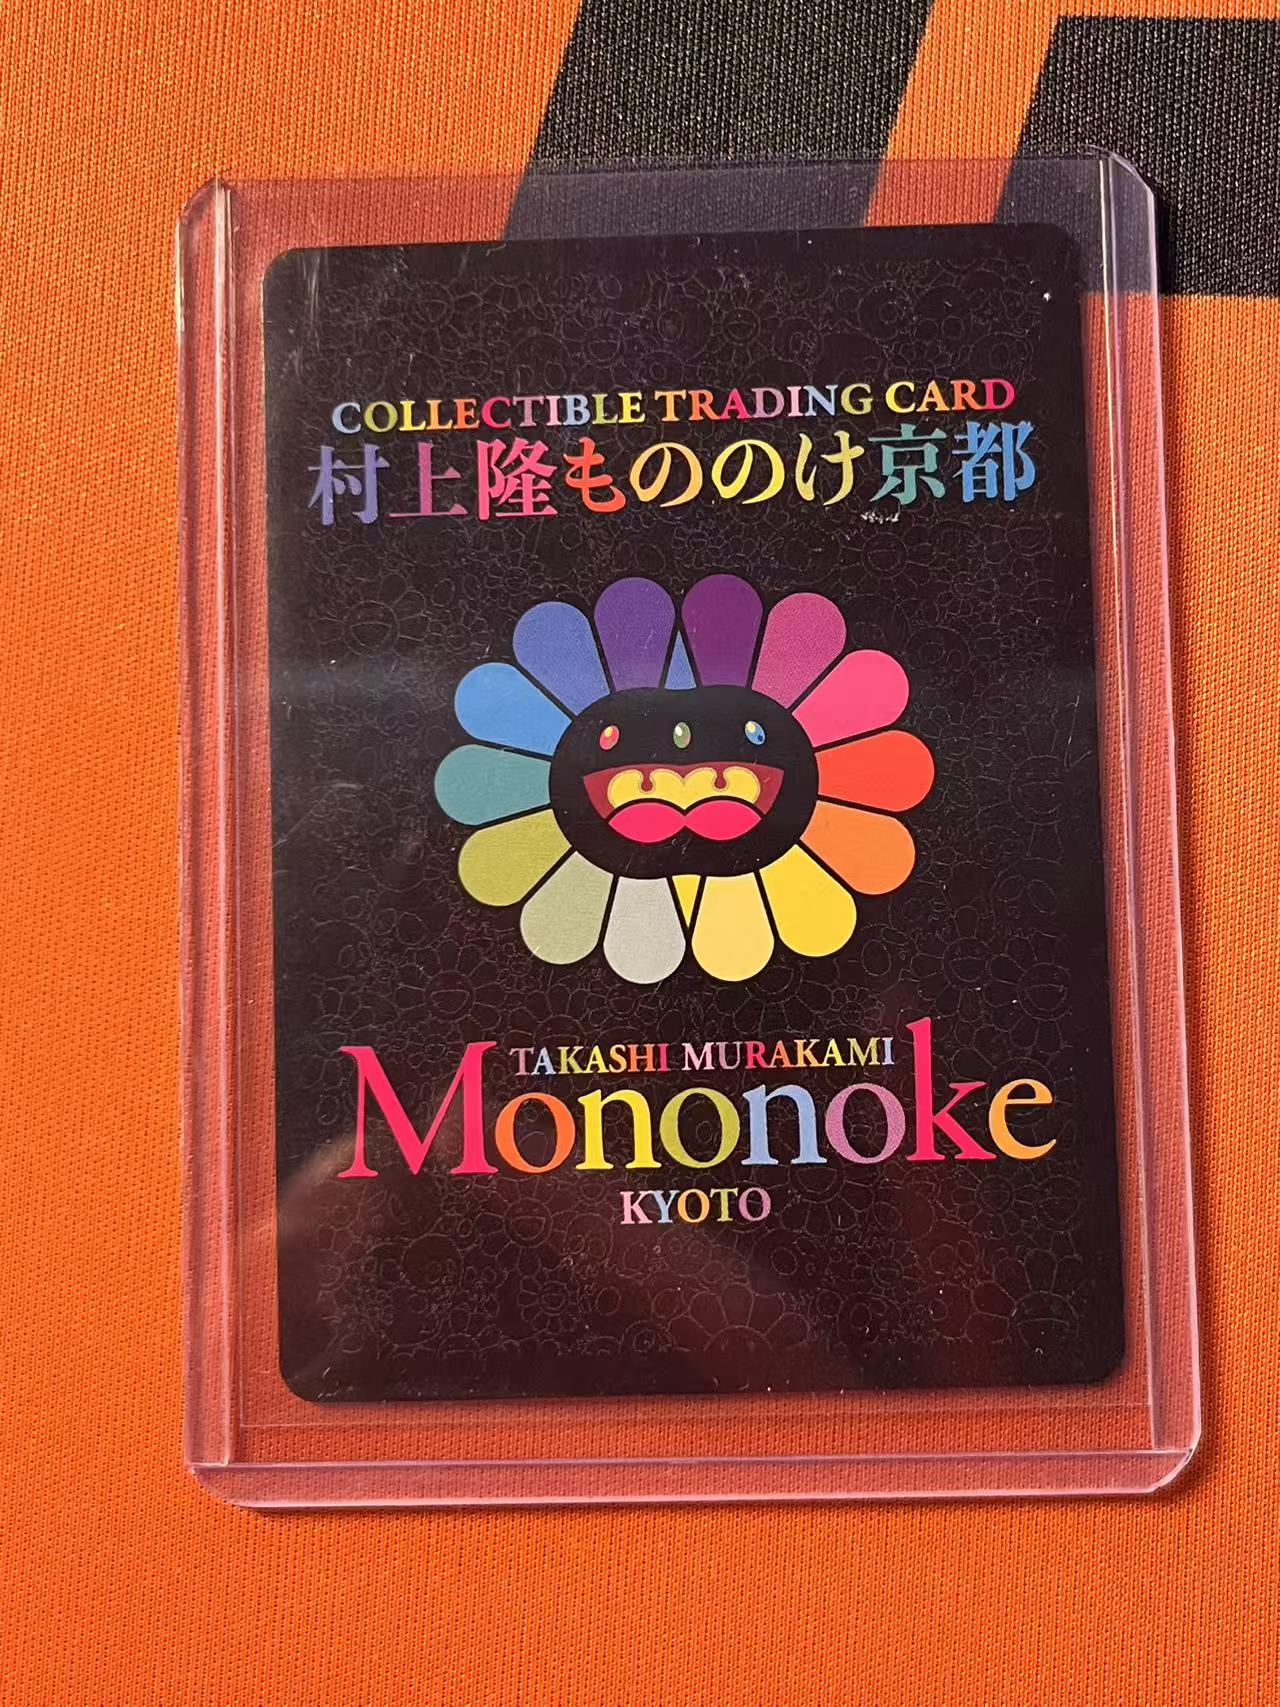 COLLECTIBLE TRADING CARD
村上隆もののけ京都
TAKASHI MURAKAMI
Mononoke
KYOTO